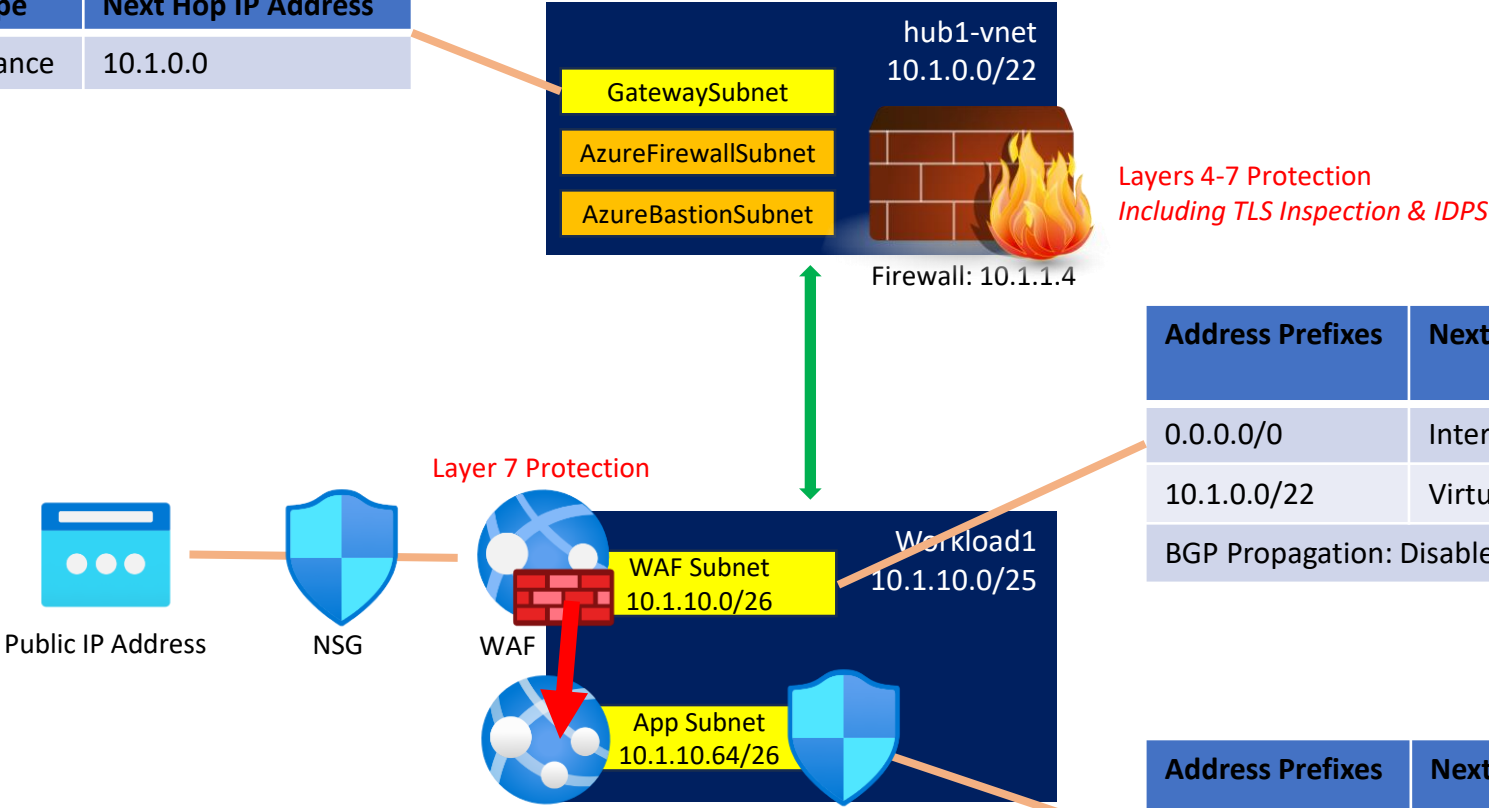 Next Hop IP Address
10.1.0.0
hub1-vnet
10.1.0.0/22
GatewaySubnet
AzureFirewallSubnet
AzureBastionSubnet
Layers 4-7 Protection
Including TLS Inspection & IDPS
Firewall: 10.1.1.4
Address Prefixes
Next
0.0.0.0/0
10.1.0.0/22
BGP Propagation:
Layer 7 Protection
Workload1
10.1.10.0/25
WAF Subnet
10.1.10.0/26
Public IP Address
NSG
WAF
App Subnet
10.1.10.64/26
Address Prefixes
Next